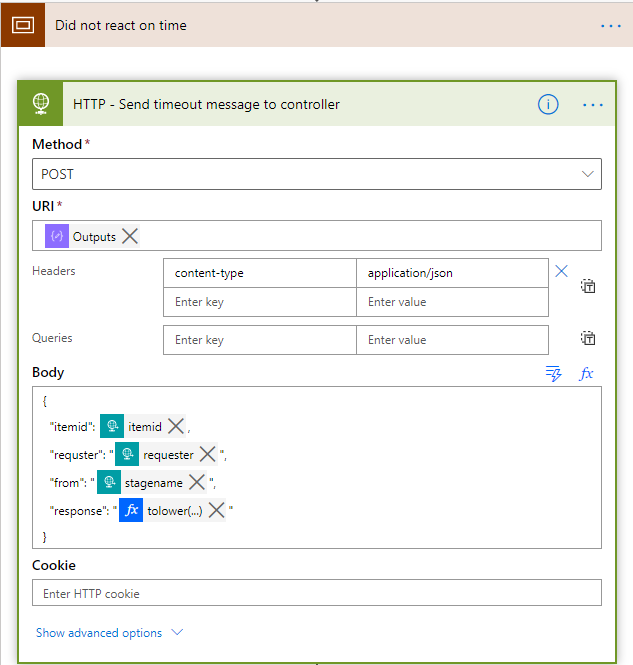 Did not react on time
HTTP - Send timeout message to controller
Method*
POST
URI*
Outputs
Headers
content-type
application/json
Enter key
Enter value
Queries
Enter key
Enter value
Body
fx
{
"itemid": itemid ,
"requster": " requester ",
"from": " stagename ",
"response": " fx tolower(...) "
}
Cookie
Enter HTTP cookie
Show advanced options